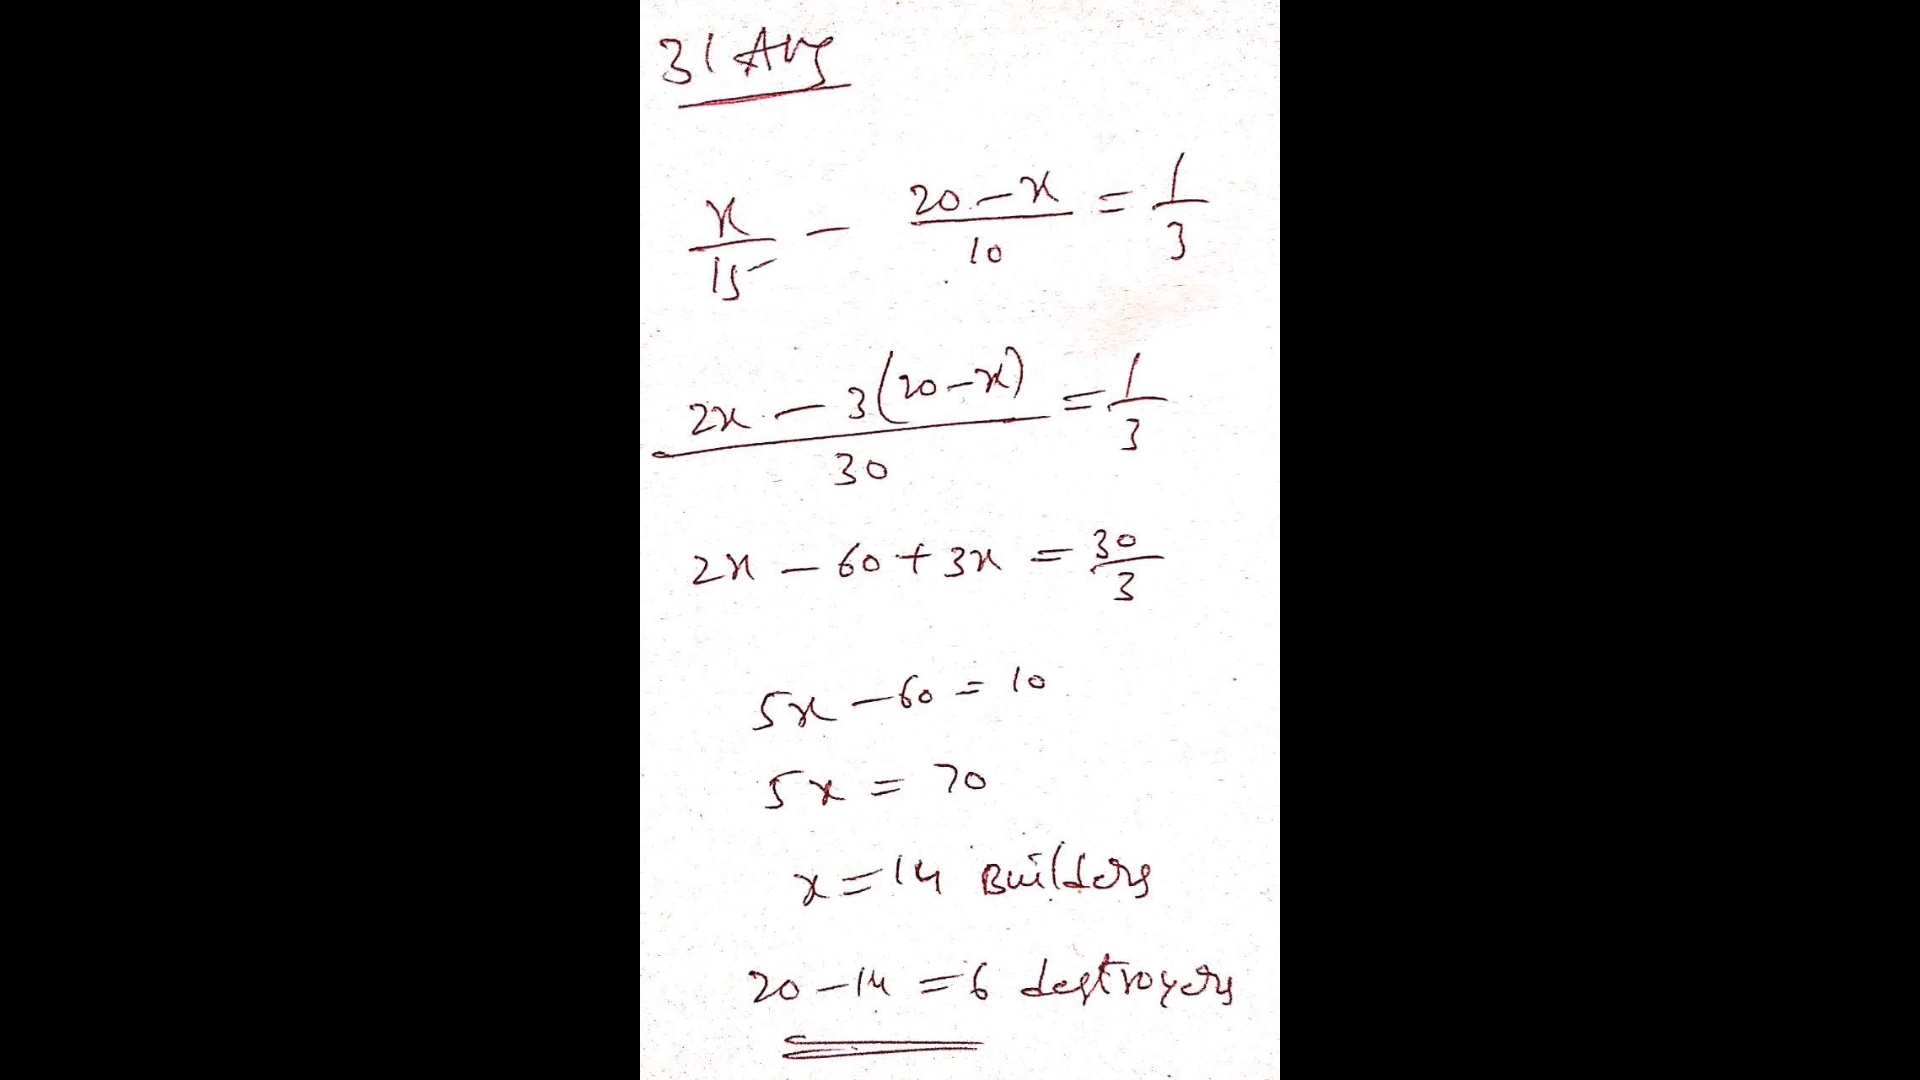 31 Aug
x/15 - (20-x)/10 = 1/3
(2x - 3(20-x))/30 = 1/3
2x - 60 + 3x = 30/3
5x - 60 = 10
5x = 70
x = 14 Builders
20 - 14 = 6 destroyers